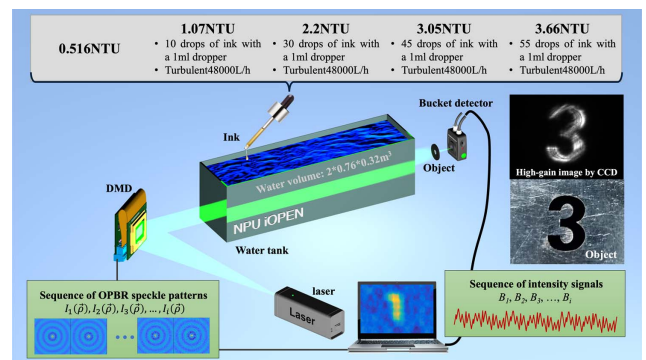 0.516NTU
1.07NTU
• 10 drops of ink with
a 1ml dropper
• Turbulent48000L/h
2.2NTU
• 30 drops of ink with
a 1ml dropper
• Turbulent48000L/h
3.05NTU
• 45 drops of ink with
a 1ml dropper
• Turbulent48000L/h
3.66NTU
• 55 drops of ink with
a 1ml dropper
• Turbulent48000L/h
Ink
Bucket detector
Water volume: 2*0.76*0.32m³
Object
High-gain image by CCD
DMD
NPU iOPEN
Water tank
3
Object
Sequence of OPBR speckle patterns
I₁(ρ⃗), I₂(ρ⃗), I₃(ρ⃗), …, Iᵢ(ρ⃗)
laser
Laser
Sequence of intensity signals
B₁, B₂, B₃, …, Bᵢ